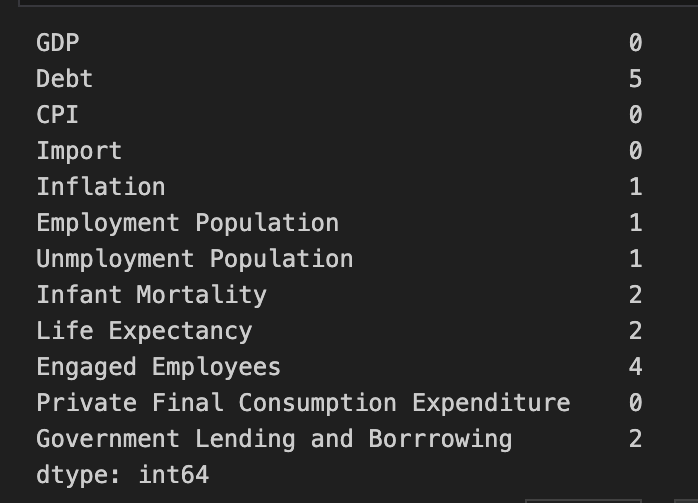 GDP 0
Debt 5
CPI 0
Import 0
Inflation 1
Employment Population 1
Unmployment Population 1
Infant Mortality 2
Life Expectancy 2
Engaged Employees 4
Private Final Consumption Expenditure 0
Government Lending and Borrrowing 2
dtype: int64